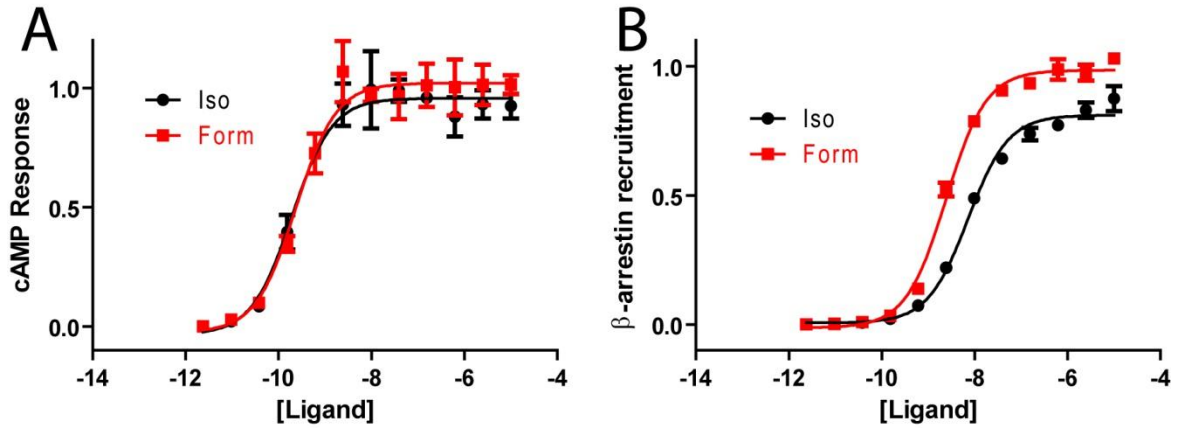 A
cAMP Response
1.0
0.5
0.0
Iso
Form
-14 -12 -10 -8 -6 -4
[Ligand]
B
β-arrestin recruitment
1.0
0.5
0.0
Iso
Form
-14 -12 -10 -8 -6 -4
[Ligand]